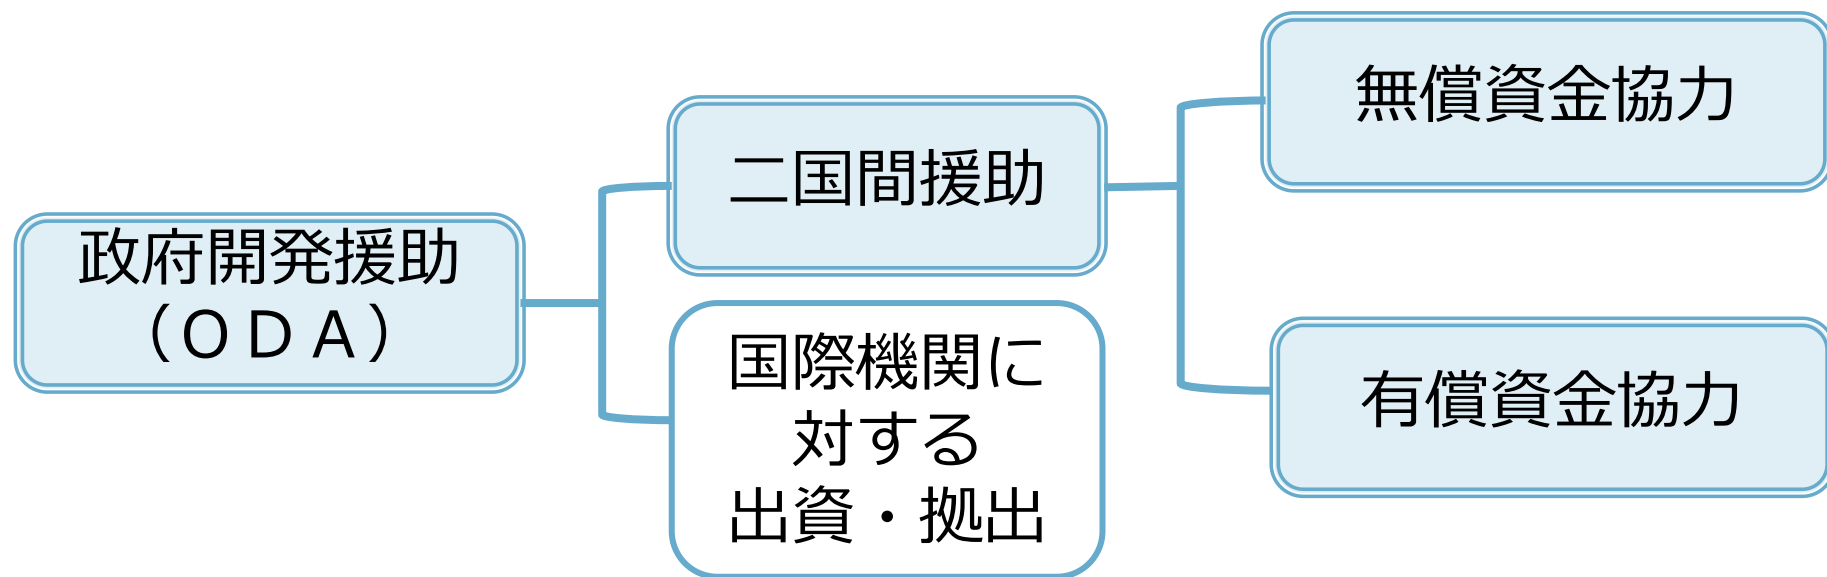 政府開発援助
（ＯＤＡ）
二国間援助
国際機関に
対する
出資・拠出
無償資金協力
有償資金協力